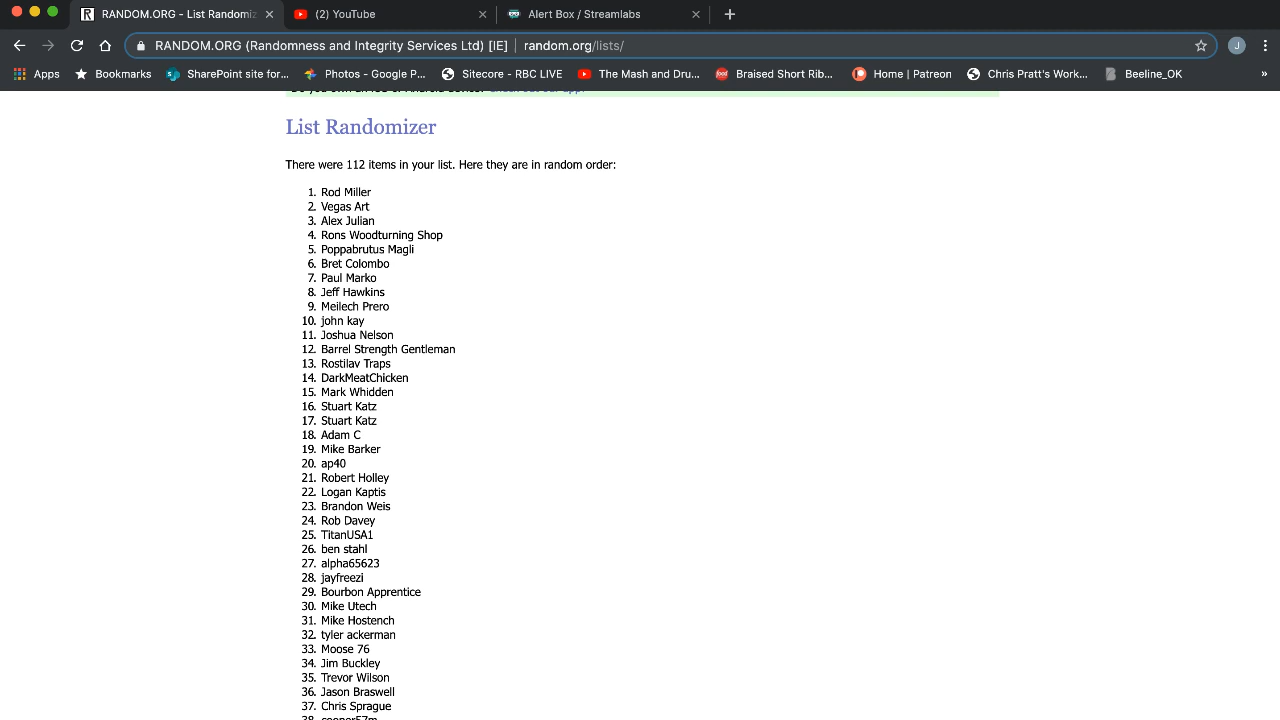 RANDOM.ORG - List Randomiz
(2) YouTube
Alert Box / Streamlabs
RANDOM.ORG (Randomness and Integrity Services Ltd) [IE] random.org/lists/
J
Apps Bookmarks SharePoint site for... Photos - Google P... Sitecore - RBC LIVE The Mash and Dru... Braised Short Rib... Home | Patreon Chris Pratt's Work... Beeline_OK »
List Randomizer
There were 112 items in your list. Here they are in random order:
1. Rod Miller
2. Vegas Art
3. Alex Julian
4. Rons Woodturning Shop
5. Poppabrutus Magli
6. Bret Colombo
7. Paul Marko
8. Jeff Hawkins
9. Meilech Prero
10. john kay
11. Joshua Nelson
12. Barrel Strength Gentleman
13. Rostilav Traps
14. DarkMeatChicken
15. Mark Whidden
16. Stuart Katz
17. Stuart Katz
18. Adam C
19. Mike Barker
20. ap40
21. Robert Holley
22. Logan Kaptis
23. Brandon Weis
24. Rob Davey
25. TitanUSA1
26. ben stahl
27. alpha65623
28. jayfreezi
29. Bourbon Apprentice
30. Mike Utech
31. Mike Hostench
32. tyler ackerman
33. Moose 76
34. Jim Buckley
35. Trevor Wilson
36. Jason Braswell
37. Chris Sprague